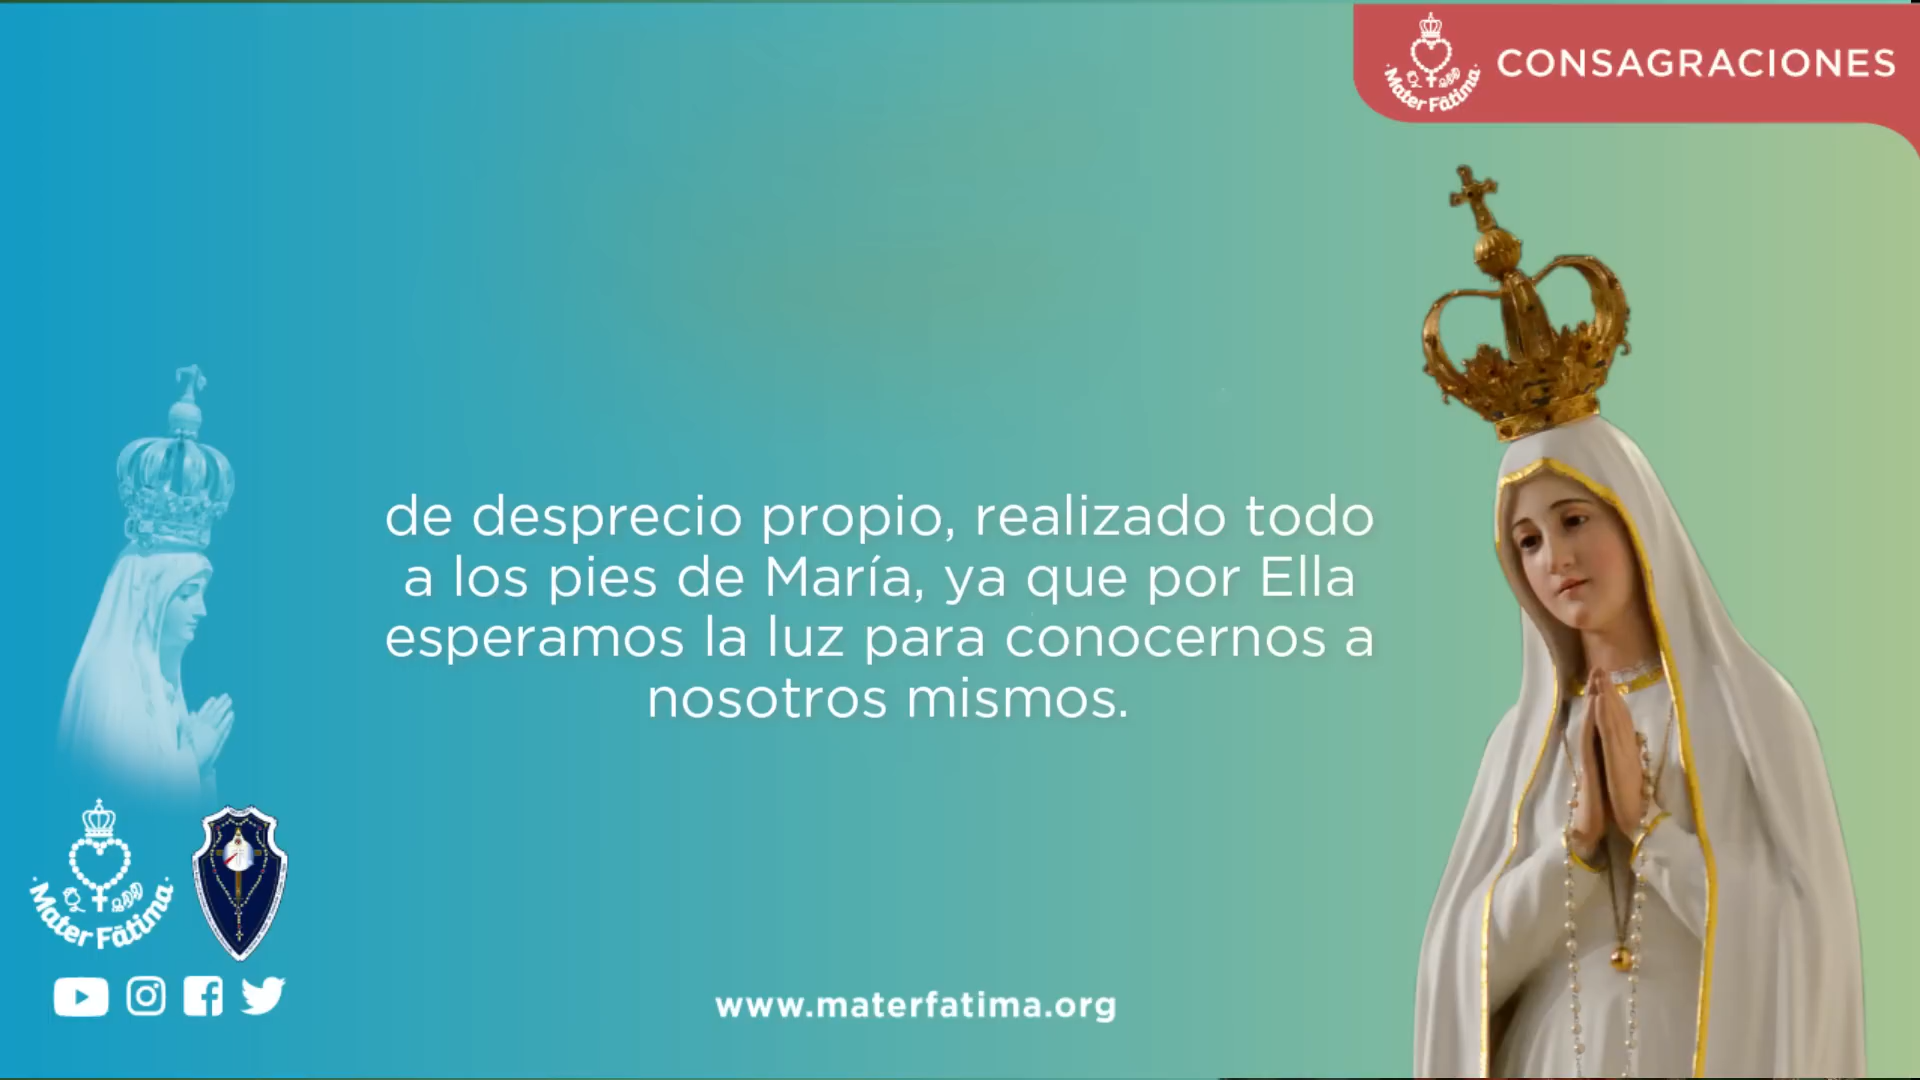 Mater Fátima
CONSAGRACIONES
de desprecio propio, realizado todo
a los pies de María, ya que por Ella
esperamos la luz para conocernos a
nosotros mismos.
Mater Fátima
www.materfatima.org